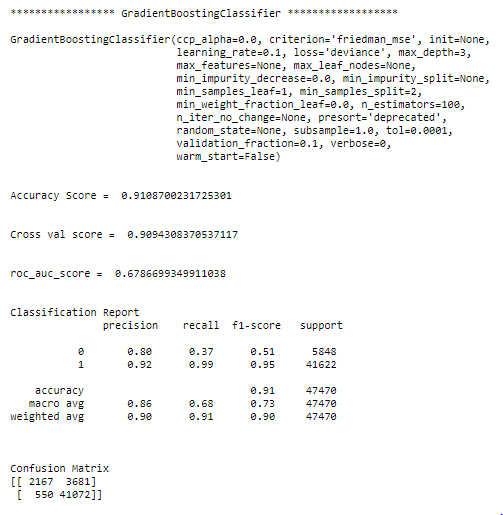 ***************** GradientBoostingClassifier ******************
GradientBoostingClassifier(ccp_alpha=0.0, criterion='friedman_mse', init=None,
learning_rate=0.1, loss='deviance', max_depth=3,
max_features=None, max_leaf_nodes=None,
min_impurity_decrease=0.0, min_impurity_split=None,
min_samples_leaf=1, min_samples_split=2,
min_weight_fraction_leaf=0.0, n_estimators=100,
n_iter_no_change=None, presort='deprecated',
random_state=None, subsample=1.0, tol=0.0001,
validation_fraction=0.1, verbose=0,
warm_start=False)
Accuracy Score =  0.9108700231725301
Cross val score =  0.9094308370537117
roc_auc_score =  0.6786699349911038
Classification Report
precision    recall  f1-score   support
0       0.80      0.37      0.51      5848
1       0.92      0.99      0.95     41622
accuracy                           0.91     47470
macro avg       0.86      0.68      0.73     47470
weighted avg       0.90      0.91      0.90     47470
Confusion Matrix
[[ 2167  3681]
[  550 41072]]